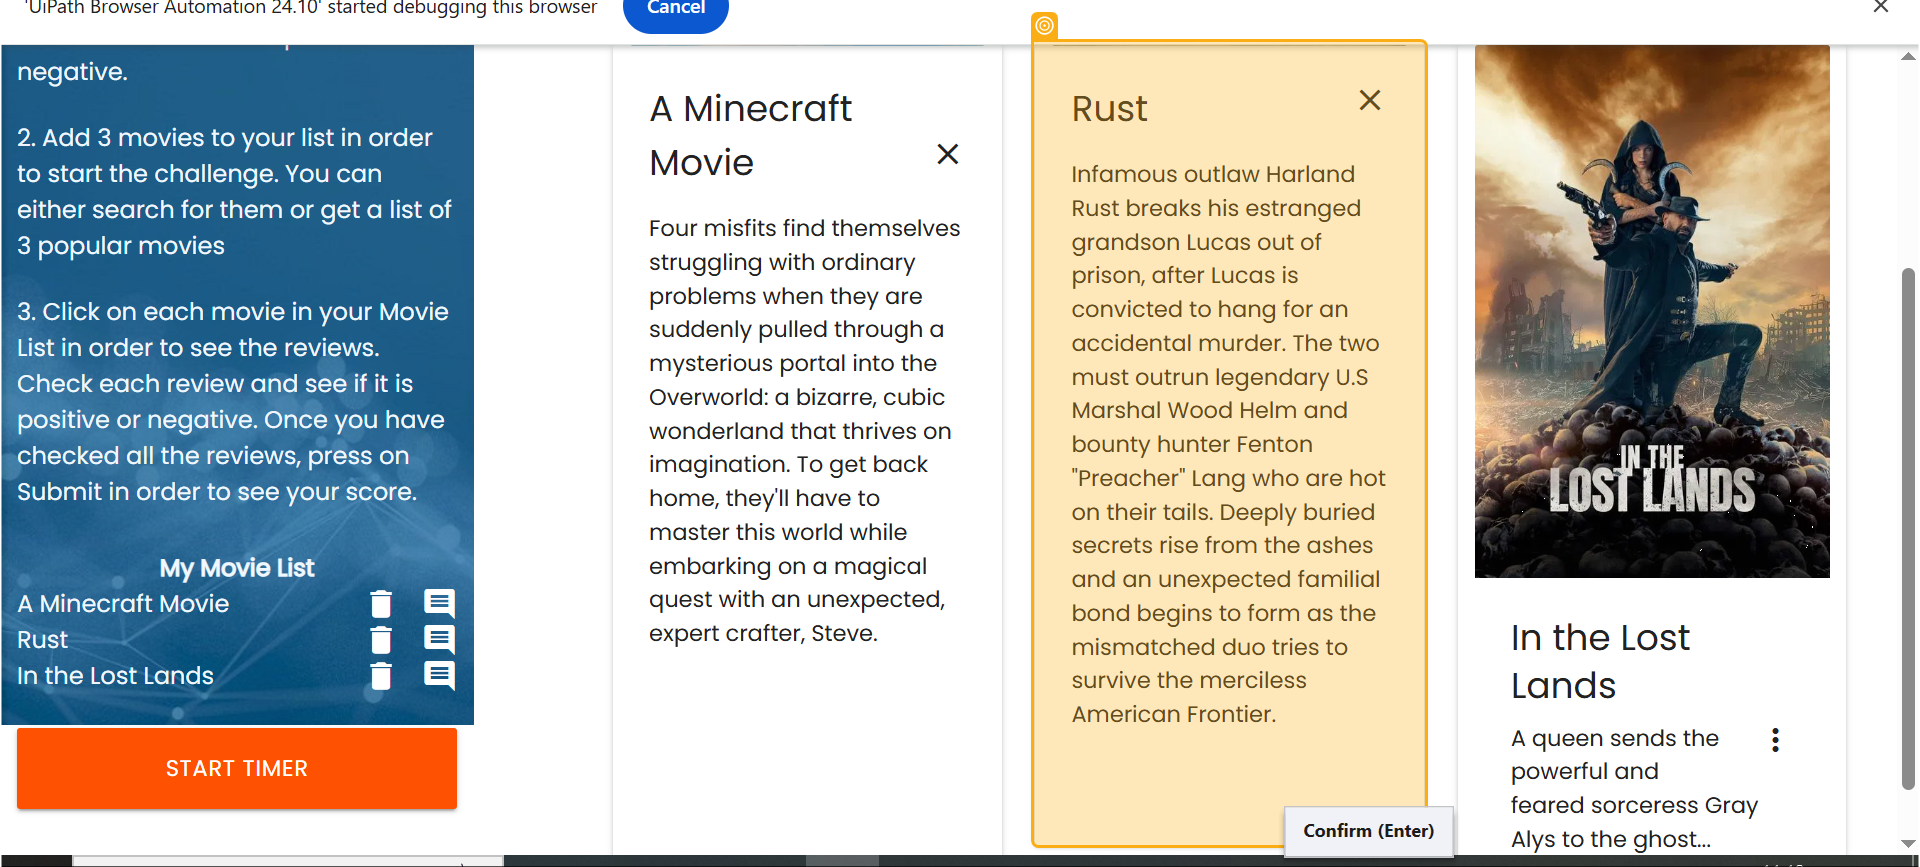 'UiPath Browser Automation 24.10' started debugging this browser
Cancel
negative.
2. Add 3 movies to your list in order
to start the challenge. You can
either search for them or get a list of
3 popular movies
3. Click on each movie in your Movie
List in order to see the reviews.
Check each review and see if it is
positive or negative. Once you have
checked all the reviews, press on
Submit in order to see your score.
My Movie List
A Minecraft Movie
Rust
In the Lost Lands
START TIMER
A Minecraft
Movie
Four misfits find themselves
struggling with ordinary
problems when they are
suddenly pulled through a
mysterious portal into the
Overworld: a bizarre, cubic
wonderland that thrives on
imagination. To get back
home, they'll have to
master this world while
embarking on a magical
quest with an unexpected,
expert crafter, Steve.
Rust
Infamous outlaw Harland
Rust breaks his estranged
grandson Lucas out of
prison, after Lucas is
convicted to hang for an
accidental murder. The two
must outrun legendary U.S
Marshal Wood Helm and
bounty hunter Fenton
"Preacher" Lang who are hot
on their tails. Deeply buried
secrets rise from the ashes
and an unexpected familial
bond begins to form as the
mismatched duo tries to
survive the merciless
American Frontier.
Confirm (Enter)
IN THE
LOST LANDS
In the Lost
Lands
A queen sends the
powerful and
feared sorceress Gray
Alys to the ghost...